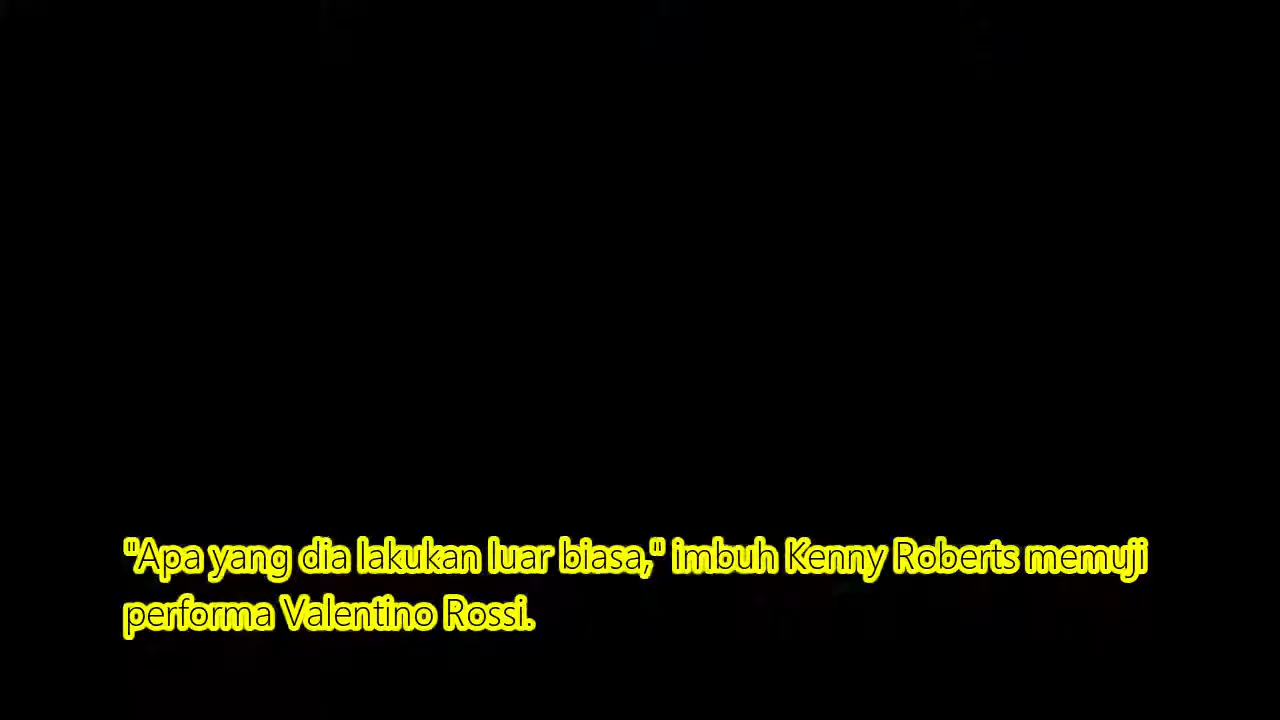 "Apa yang dia lakukan luar biasa," imbuh Kenny Roberts memuji
performa Valentino Rossi.